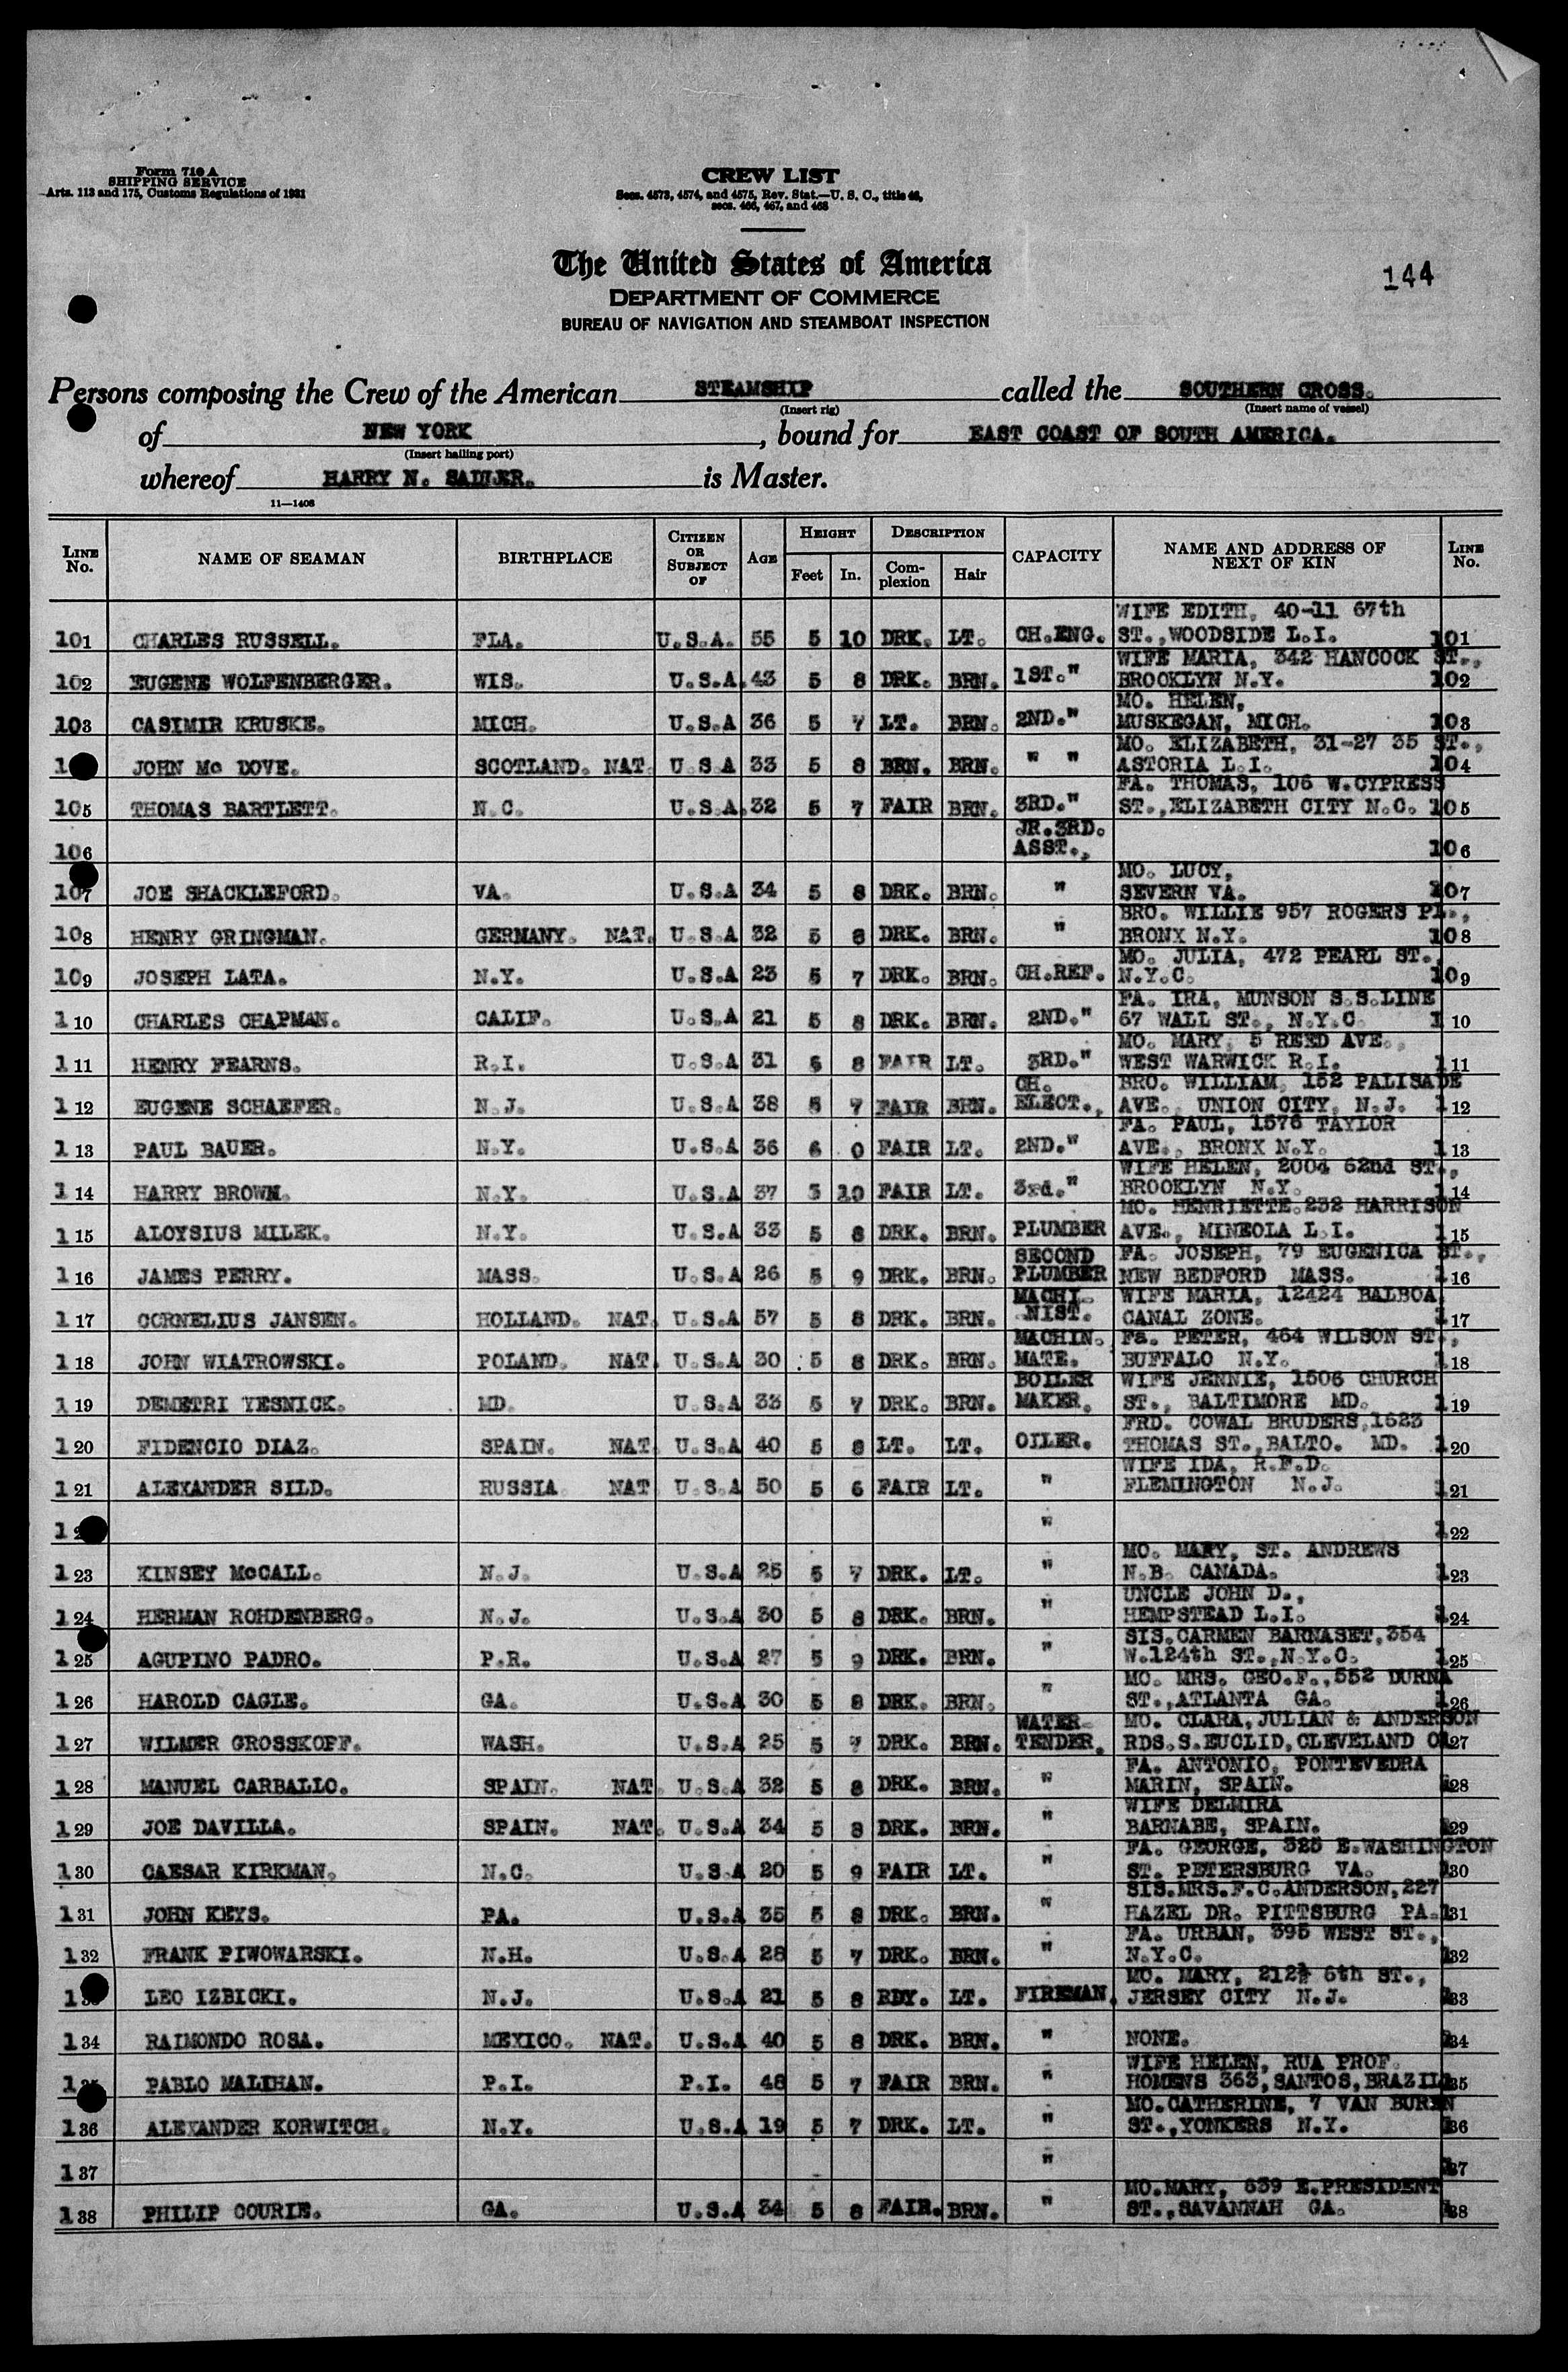 Form 710 A
SHIPPING SERVICE
Arts. 113 and 175, Customs Regulations of 1931
CREW LIST
Secs. 4573, 4574, and 4575, Rev. Stat.—U. S. C., title 46,
secs. 466, 467, and 468
The United States of America
DEPARTMENT OF COMMERCE
BUREAU OF NAVIGATION AND STEAMBOAT INSPECTION
144
Persons composing the Crew of the American STEAMSHIP called the SOUTHERN CROSS.
(Insert rig) (Insert name of vessel)
of NEW YORK, bound for EAST COAST OF SOUTH AMERICA.
(Insert hailing port)
whereof HARRY N. SADLER. is Master.
11—1408
LINE No. NAME OF SEAMAN BIRTHPLACE CITIZEN OR SUBJECT OF AGE HEIGHT Feet In. DESCRIPTION Complexion Hair CAPACITY NAME AND ADDRESS OF NEXT OF KIN LINE No.
WIFE EDITH, 40-11 67th
101 CHARLES RUSSELL. FLA. U.S.A. 55 5 10 DRK. LT. CH.ENG. ST.,WOODSIDE L.I. 101
WIFE MARIA, 342 HANCOCK ST.,
102 EUGENE WOLFENBERGER. WIS. U.S.A. 43 5 8 DRK. BRN. 1ST." BROOKLYN N.Y. 102
MO. HELEN,
103 CASIMIR KRUSKE. MICH. U.S.A 36 5 7 LT. BRN. 2ND." MUSKEGAN, MICH. 103
MO. ELIZABETH, 31-27 35 ST.,
1 JOHN Mc DOVE. SCOTLAND. NAT. U.S.A 33 5 8 BRN. BRN. " " ASTORIA L.I. 104
FA. THOMAS, 106 W.CYPRESS
105 THOMAS BARTLETT. N.C. U.S.A. 32 5 7 FAIR BRN. 3RD." ST.,ELIZABETH CITY N.C. 105
JR.3RD.
106 ASST., 106
MO. LUCY,
107 JOE SHACKLEFORD. VA. U.S.A 34 5 8 DRK. BRN. " SEVERN VA. 107
BRO. WILLIE 957 ROGERS PL.,
108 HENRY GRINGMAN. GERMANY. NAT. U.S.A 32 5 8 DRK. BRN. " BRONX N.Y. 108
MO. JULIA, 472 PEARL ST.,
109 JOSEPH LATA. N.Y. U.S.A 23 5 7 DRK. BRN. CH.REF. N.Y.C. 109
FA. IRA, MUNSON S.S.LINE
110 CHARLES CHAPMAN. CALIF. U.S.A 21 5 8 DRK. BRN. 2ND." 67 WALL ST., N.Y.C. 110
MO. MARY, 5 REED AVE.,
111 HENRY FEARNS. R.I. U.S.A 31 5 8 FAIR LT. 3RD." WEST WARWICK R.I. 111
CH. BRO. WILLIAM, 152 PALISADE
112 EUGENE SCHAEFER. N.J. U.S.A 38 5 7 FAIR BRN. ELECT., AVE., UNION CITY, N.J. 112
FA. PAUL, 1576 TAYLOR
113 PAUL BAUER. N.Y. U.S.A 36 6 0 FAIR LT. 2ND." AVE., BRONX N.Y. 113
WIFE HELEN, 2004 62nd ST.,
114 HARRY BROWN. N.Y. U.S.A 37 5 10 FAIR LT. 3rd." BROOKLYN N.Y. 114
MO. HENRIETTE.232 HARRISON
115 ALOYSIUS MILEK. N.Y. U.S.A 33 5 8 DRK. BRN. PLUMBER AVE., MINEOLA L.I. 115
SECOND FA. JOSEPH, 79 EUGENICA ST.,
116 JAMES PERRY. MASS. U.S.A 26 5 9 DRK. BRN. PLUMBER NEW BEDFORD MASS. 116
MACHI- WIFE MARIA, 12424 BALBOA,
117 CORNELIUS JANSEN. HOLLAND. NAT. U.S.A 57 5 8 DRK. BRN. NIST. CANAL ZONE. 117
MACHIN. Fa. PETER, 464 WILSON ST.,
118 JOHN WIATROWSKI. POLAND. NAT. U.S.A 30 5 8 DRK. BRN. MATE. BUFFALO N.Y. 118
BOILER WIFE JENNIE, 1506 CHURCH
119 DEMETRI YESNICK. MD. U.S.A 33 5 7 DRK. BRN. MAKER. ST., BALTIMORE MD. 119
FRD. COWAL BRUDERS,1523
120 FIDENCIO DIAZ. SPAIN. NAT. U.S.A 40 5 8 LT. LT. OILER. THOMAS ST.,BALTO. MD. 120
WIFE IDA, R.F.D.
121 ALEXANDER SILD. RUSSIA. NAT U.S.A 50 5 6 FAIR LT. " FLEMINGTON N.J. 121
12 " 122
MO. MARY, ST. ANDREWS
123 KINSEY McCALL. N.J. U.S.A 25 5 7 DRK. LT. " N.B. CANADA. 123
UNCLE JOHN D.,
124 HERMAN ROHDENBERG. N.J. U.S.A 30 5 8 DRK. BRN. " HEMPSTEAD L.I. 124
SIS.CARMEN BARNASET,354
125 AGUPINO PADRO. P.R. U.S.A 27 5 9 DRK. BRN. " W.124th ST.,N.Y.C. 125
MO. MRS. GEO.F.,552 DURNA
126 HAROLD CAGLE. GA. U.S.A 30 5 8 DRK. BRN. " ST.,ATLANTA GA. 126
WATER- MO. CLARA,JULIAN & ANDERSON
127 WILMER GROSSKOPF. WASH. U.S.A 25 5 7 DRK. BRN. TENDER. RDS.S.EUCLID,CLEVELAND O. 127
FA. ANTONIO, PONTEVEDRA
128 MANUEL CARBALLO. SPAIN. NAT. U.S.A 32 5 8 DRK. BRN. " MARIN, SPAIN. 128
WIFE DELMIRA
129 JOE DAVILLA. SPAIN. NAT. U.S.A 34 5 8 DRK. BRN. " BARNABE, SPAIN. 129
FA. GEORGE, 325 E.WASHINGTON
130 CAESAR KIRKMAN. N.C. U.S.A 20 5 9 FAIR LT. " ST. PETERSBURG VA. 130
SIS.MRS.F.C.ANDERSON,227
131 JOHN KEYS. PA. U.S.A 35 5 8 DRK. BRN. " HAZEL DR. PITTSBURG PA. 131
FA. URBAN, 395 WEST ST.,
132 FRANK PIWOWARSKI. N.H. U.S.A 28 5 7 DRK. BRN. " N.Y.C. 132
MO. MARY, 212½ 6th ST.,
133 LEO IZBICKI. N.J. U.S.A 21 5 8 RDY. LT. FIREMAN. JERSEY CITY N.J. 133
134 RAIMONDO ROSA. MEXICO. NAT. U.S.A 40 5 8 DRK. BRN. " NONE. 134
WIFE HELEN, RUA PROF.
135 PABLO MALIHAN. P.I. P.I. 48 5 7 FAIR BRN. " HOMENS 363,SANTOS,BRAZIL 135
MO.CATHERINE, 7 VAN BUREN
136 ALEXANDER KORWITCH. N.Y. U.S.A 19 5 7 DRK. LT. " ST.,YONKERS N.Y. 136
137 " 137
MO.MARY, 639 E.PRESIDENT
138 PHILIP COURIE. GA. U.S.A 34 5 8 FAIR. BRN. " ST.,SAVANNAH GA. 138